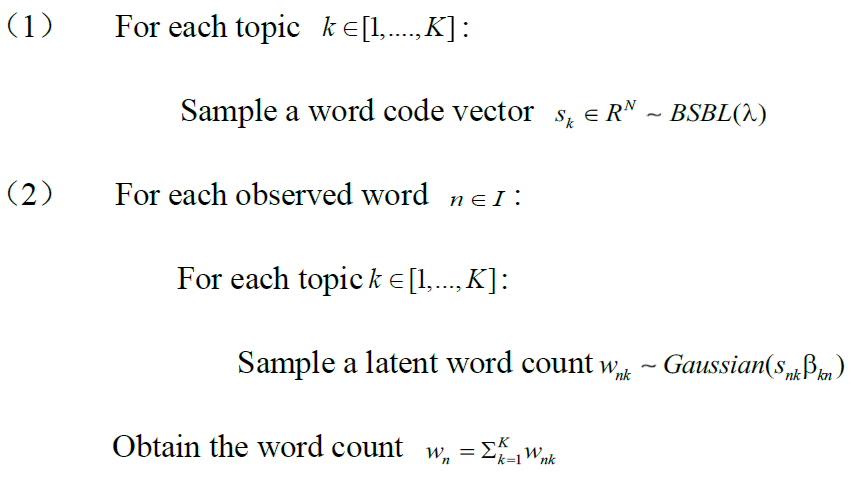 （1） For each topic k ∈[1,....,K] :
Sample a word code vector s_k ∈ R^N ~ BSBL(λ)
（2） For each observed word n ∈ I :
For each topic k ∈[1,...,K]:
Sample a latent word count w_nk ~ Gaussian(s_nk β_kn)
Obtain the word count w_n = Σ_{k=1}^K w_nk